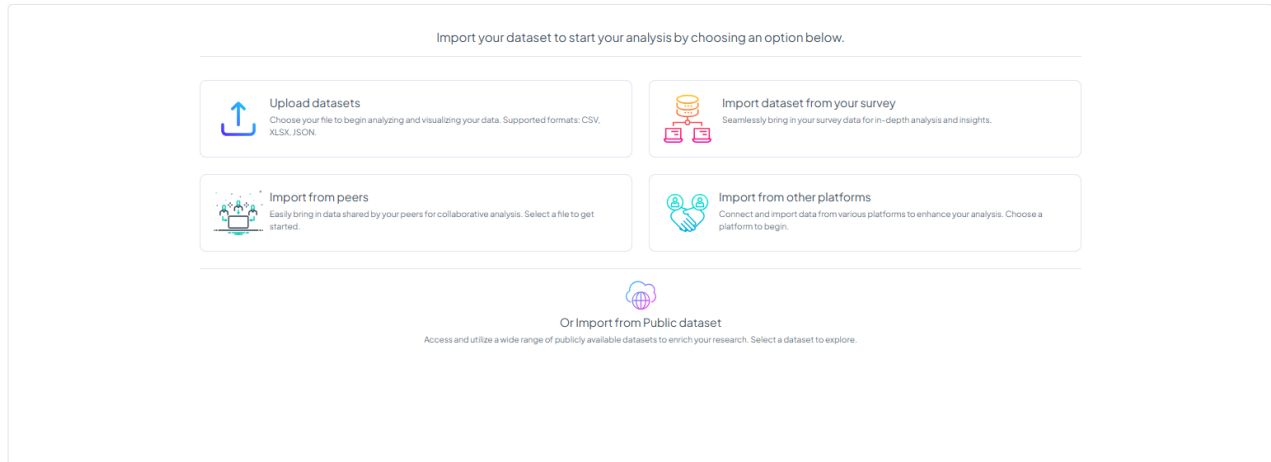 Import your dataset to start your analysis by choosing an option below.
Upload datasets
Choose your file to begin analyzing and visualizing your data. Supported formats: CSV,
XLSX, JSON.
Import dataset from your survey
Seamlessly bring in your survey data for in-depth analysis and insights.
Import from peers
Easily bring in data shared by your peers for collaborative analysis. Select a file to get
started.
Import from other platforms
Connect and import data from various platforms to enhance your analysis. Choose a
platform to begin.
Or Import from Public dataset
Access and utilize a wide range of publicly available datasets to enrich your research. Select a dataset to explore.